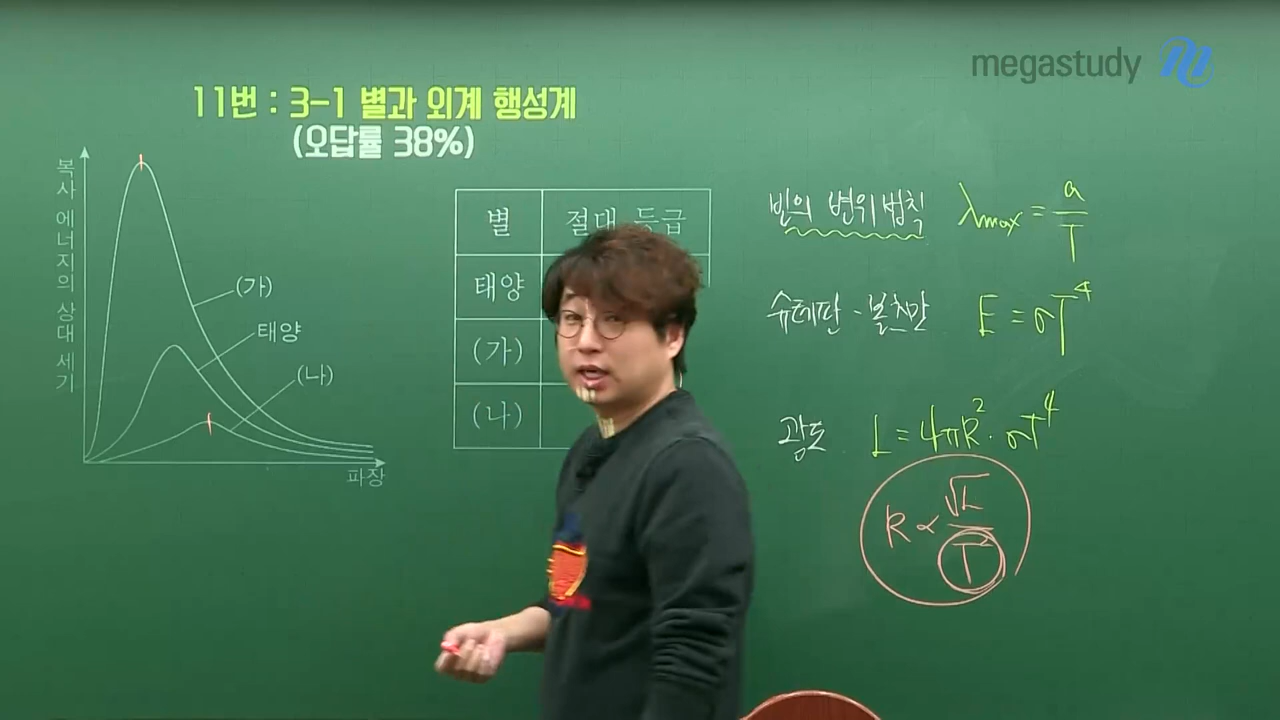 megastudy
11번 : 3-1 별과 외계 행성계
(오답률 38%)
복사 에너지의 상대 세기
(가)
태양
(나)
파장
별 절대 등급
태양
(가)
(나)
빈의 변위법칙 λmax = a/T
슈테판-볼츠만 E = σT⁴
광도 L = 4πR²·σT⁴
R ∝ √L/T²